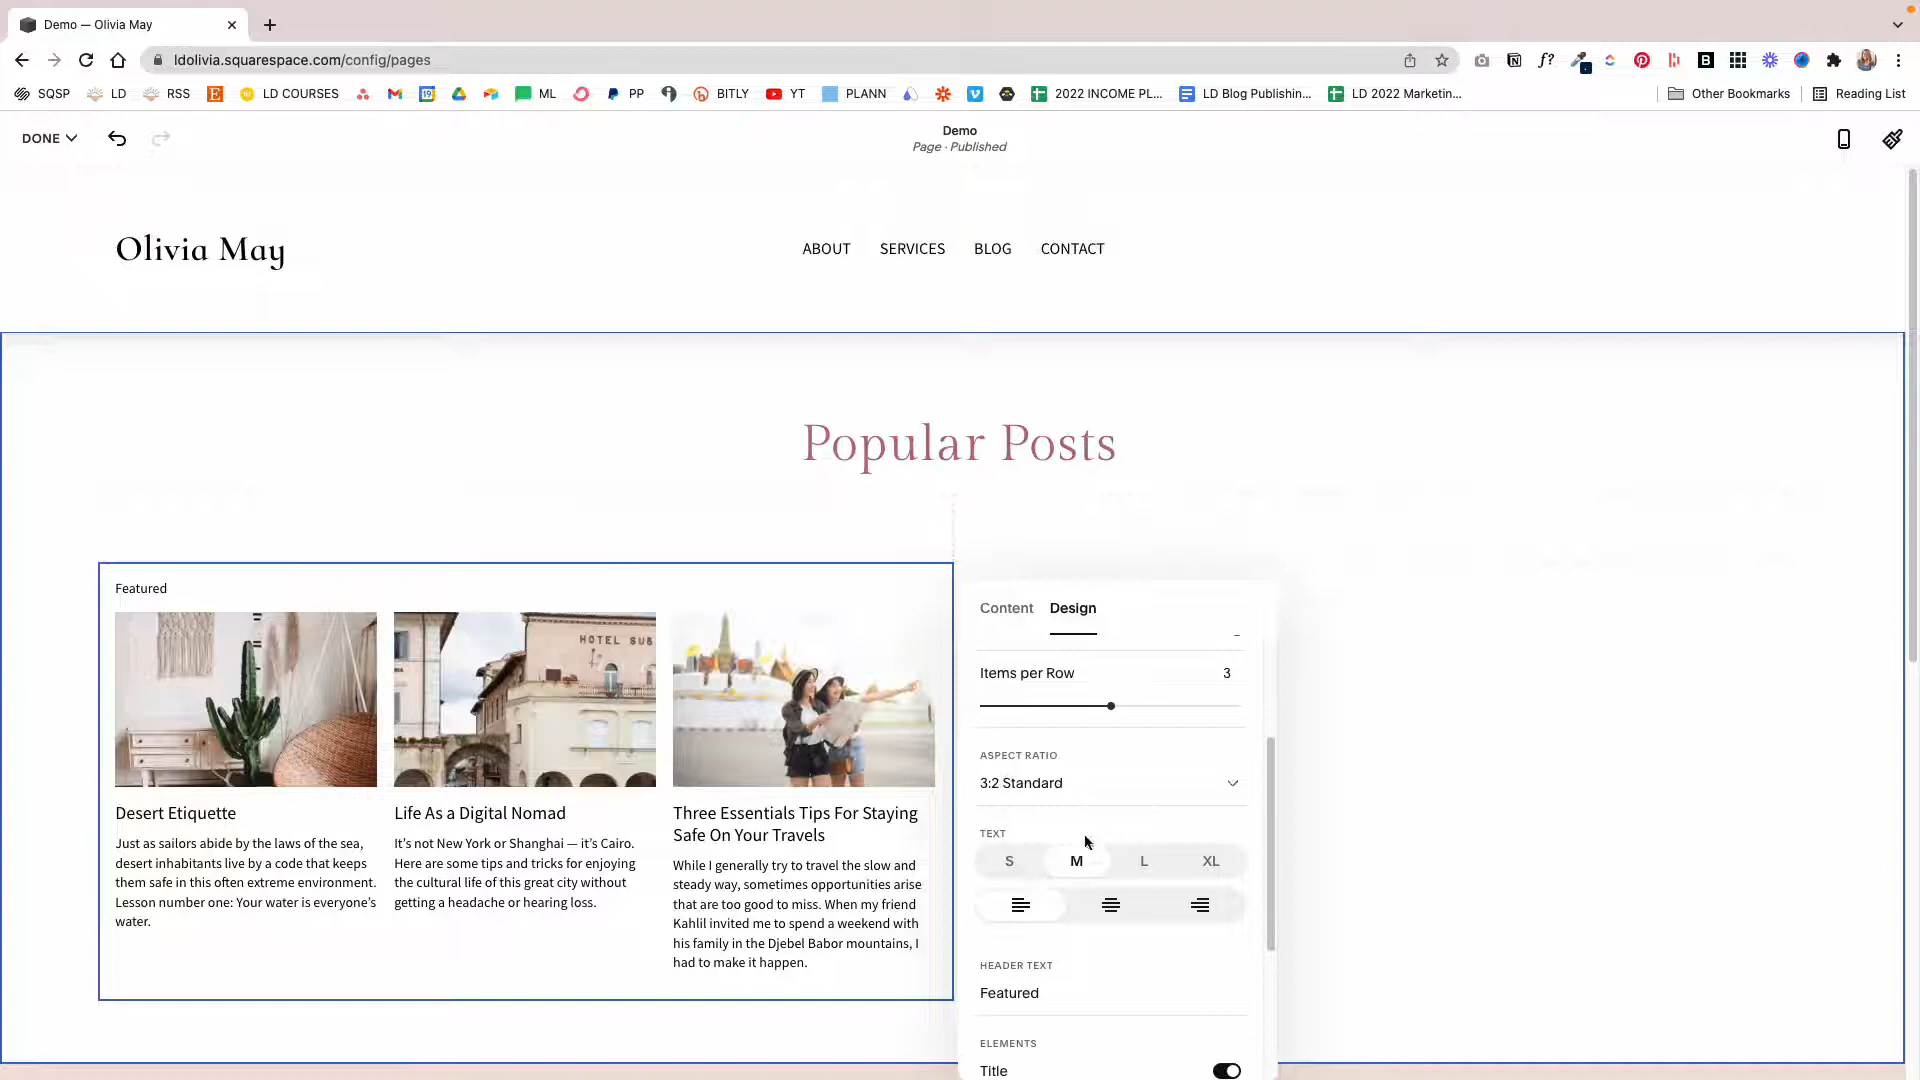 Demo — Olivia May
ldolivia.squarespace.com/config/pages
SQSP
LD
RSS
LD COURSES
19
ML
PP
BITLY
YT
PLANN
2022 INCOME PL...
LD Blog Publishin...
LD 2022 Marketin...
Other Bookmarks
Reading List
DONE
Demo
Page · Published
Olivia May
ABOUT SERVICES BLOG CONTACT
Popular Posts
Featured
HOTEL SUB
Desert Etiquette
Just as sailors abide by the laws of the sea,
desert inhabitants live by a code that keeps
them safe in this often extreme environment.
Lesson number one: Your water is everyone’s
water.
Life As a Digital Nomad
It’s not New York or Shanghai — it’s Cairo.
Here are some tips and tricks for enjoying
the cultural life of this great city without
getting a headache or hearing loss.
Three Essentials Tips For Staying
Safe On Your Travels
While I generally try to travel the slow and
steady way, sometimes opportunities arise
that are too good to miss. When my friend
Kahlil invited me to spend a weekend with
his family in the Djebel Babor mountains, I
had to make it happen.
Content Design
Items per Row 3
ASPECT RATIO
3:2 Standard
TEXT
S M L XL
HEADER TEXT
Featured
ELEMENTS
Title